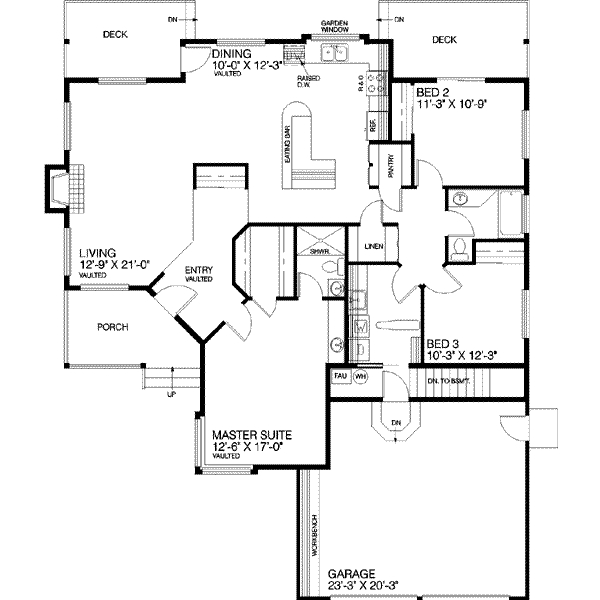 DN
DECK
DINING
10'-0" X 12'-3"
VAULTED
GARDEN
WINDOW
DN
DECK
RAISED
D.W.
R & O
BED 2
11'-3" X 10'-9"
EATING BAR
REF.
PANTRY
LIVING
12'-9" X 21'-0"
VAULTED
ENTRY
VAULTED
SHWR.
LINEN
PORCH
UP
BED 3
10'-3" X 12'-3"
FAU
WH
DN. TO BSM'T.
DN
MASTER SUITE
12'-6" X 17'-0"
VAULTED
WORKBENCH
GARAGE
23'-3" X 20'-3"